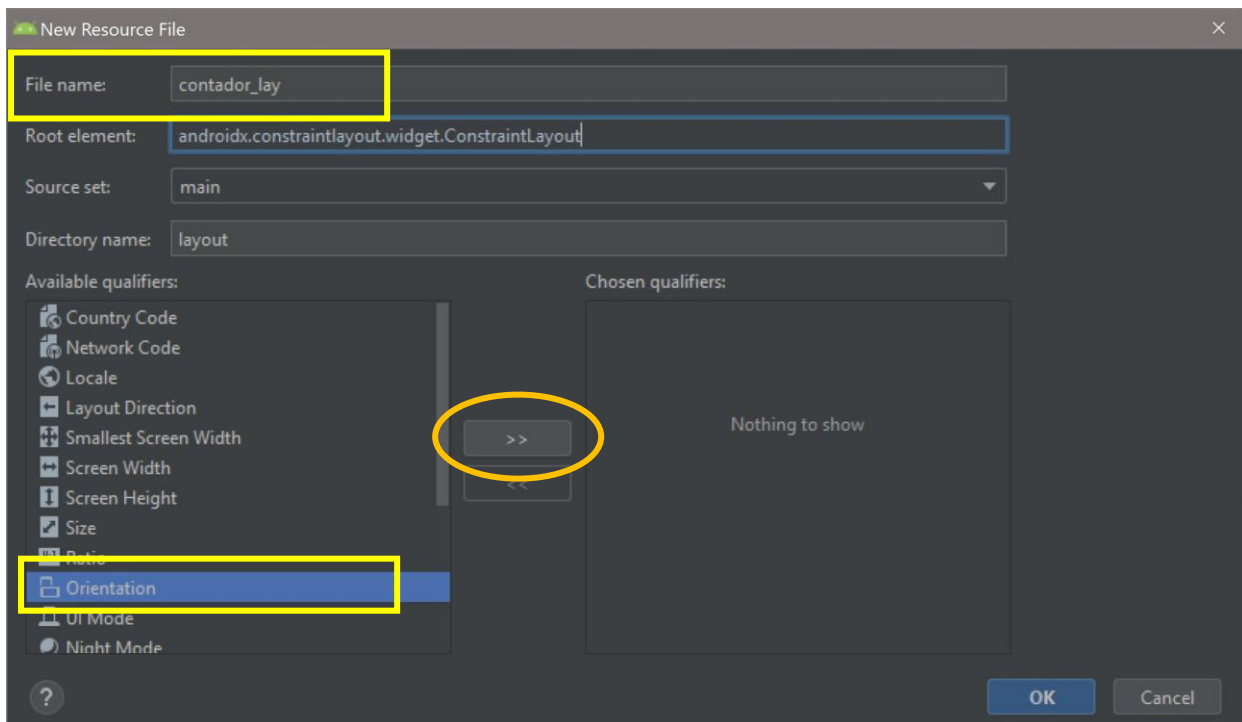 New Resource File
File name: contador_lay
Root element: androidx.constraintlayout.widget.ConstraintLayout
Source set: main
Directory name: layout
Available qualifiers:
Chosen qualifiers:
Country Code
Network Code
Locale
Layout Direction
Smallest Screen Width
Screen Width
Screen Height
Size
Ratio
Orientation
UI Mode
Night Mode
>>
<<
Nothing to show
?
OK
Cancel